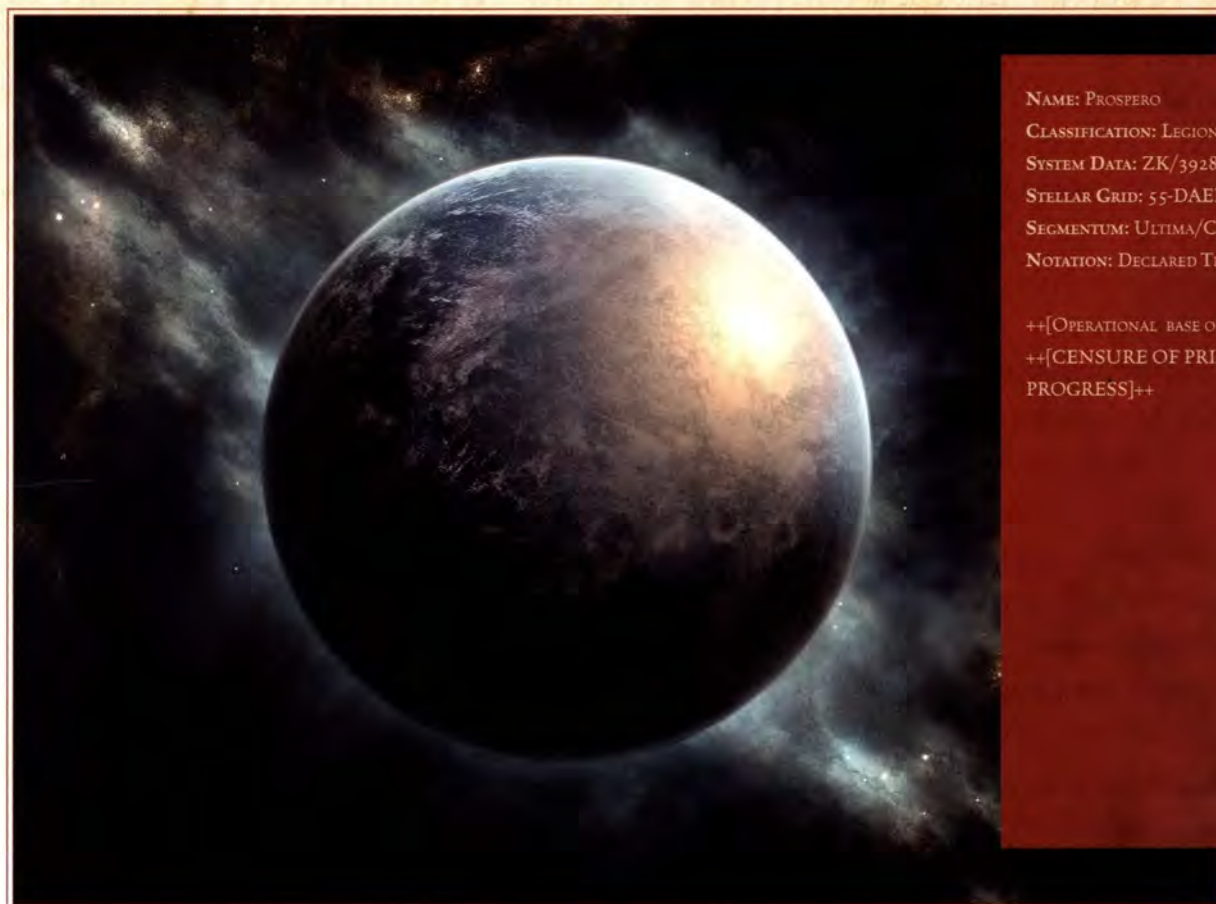 NAME: PROSPERO
CLASSIFICATION: LEGION
SYSTEM DATA: ZK/3928
STELLAR GRID: 55-DAE
SEGMENTUM: ULTIMA/C
NOTATION: DECLARED T
++[OPERATIONAL BASE O
++[CENSURE OF PRI
PROGRESS]++